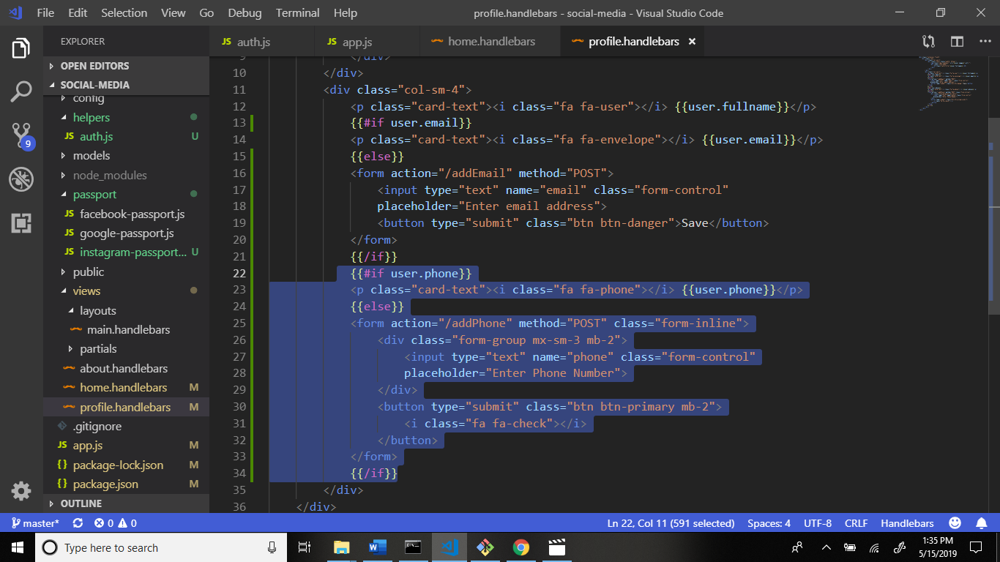 File Edit Selection View Go Debug Terminal Help profile.handlebars - social-media - Visual Studio Code
EXPLORER
OPEN EDITORS
SOCIAL-MEDIA
config
helpers
JS auth.js U
models
node_modules
passport
JS facebook-passport.js
JS google-passport.js
JS instagram-passport... U
public
views
layouts
main.handlebars
partials
about.handlebars
home.handlebars M
profile.handlebars M
.gitignore
JS app.js M
{} package-lock.json M
{} package.json M
OUTLINE
9
JS auth.js JS app.js home.handlebars profile.handlebars ×
9 </div>
10 </div>
11 <div class="col-sm-4">
12 <p class="card-text"><i class="fa fa-user"></i> {{user.fullname}}</p>
13 {{#if user.email}}
14 <p class="card-text"><i class="fa fa-envelope"></i> {{user.email}}</p>
15 {{else}}
16 <form action="/addEmail" method="POST">
17 <input type="text" name="email" class="form-control"
18 placeholder="Enter email address">
19 <button type="submit" class="btn btn-danger">Save</button>
20 </form>
21 {{/if}}
22 {{#if user.phone}}
23 <p class="card-text"><i class="fa fa-phone"></i> {{user.phone}}</p>
24 {{else}}
25 <form action="/addPhone" method="POST" class="form-inline">
26 <div class="form-group mx-sm-3 mb-2">
27 <input type="text" name="phone" class="form-control"
28 placeholder="Enter Phone Number">
29 </div>
30 <button type="submit" class="btn btn-primary mb-2">
31 <i class="fa fa-check"></i>
32 </button>
33 </form>
34 {{/if}}
35 </div>
36 </div>
master* 0 0 Ln 22, Col 11 (591 selected) Spaces: 4 UTF-8 CRLF Handlebars
Type here to search
1:35 PM
5/15/2019